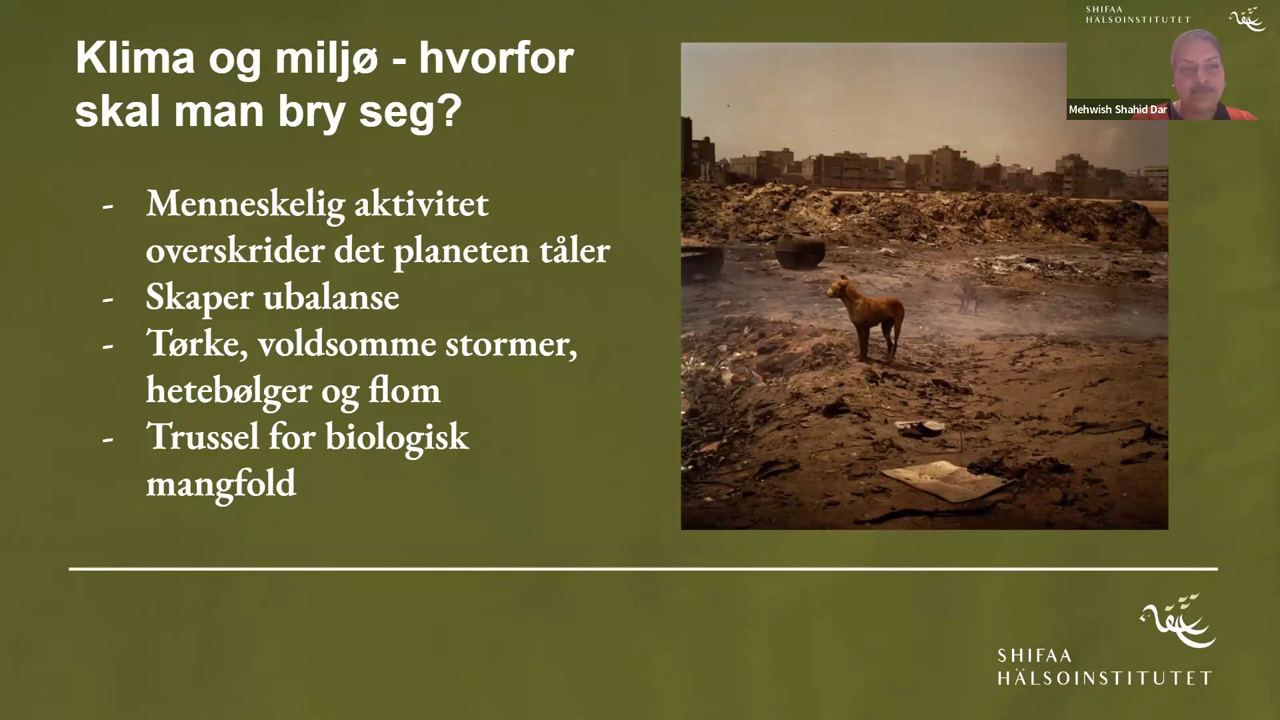 Klima og miljø - hvorfor
skal man bry seg?
- Menneskelig aktivitet
overskrider det planeten tåler
- Skaper ubalanse
- Tørke, voldsomme stormer,
hetebølger og flom
- Trussel for biologisk
mangfold
SHIFAA
HÄLSOINSTITUTET
Mehwish Shahid Dar
SHIFAA
HÄLSOINSTITUTET